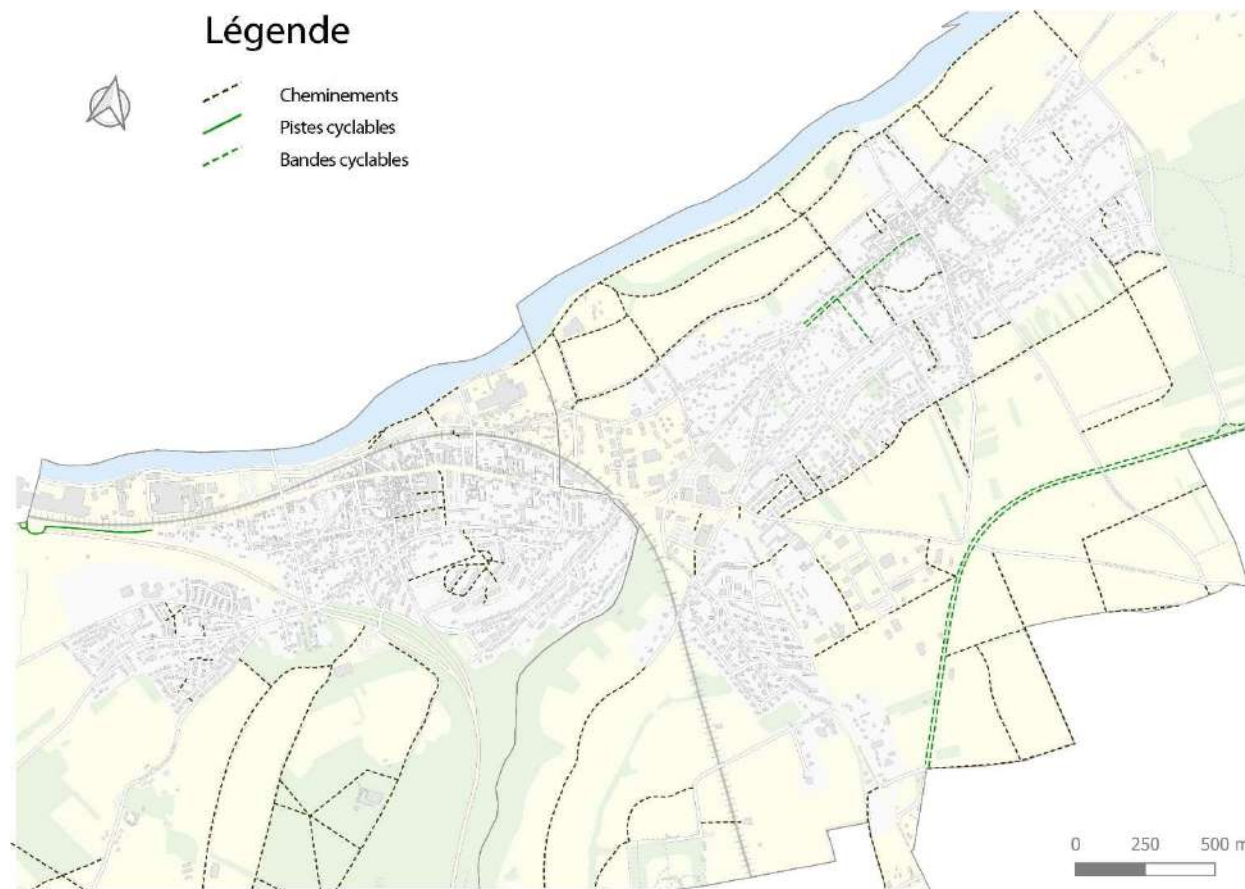 Légende
Cheminements
Pistes cyclables
Bandes cyclables
0 250 500 m